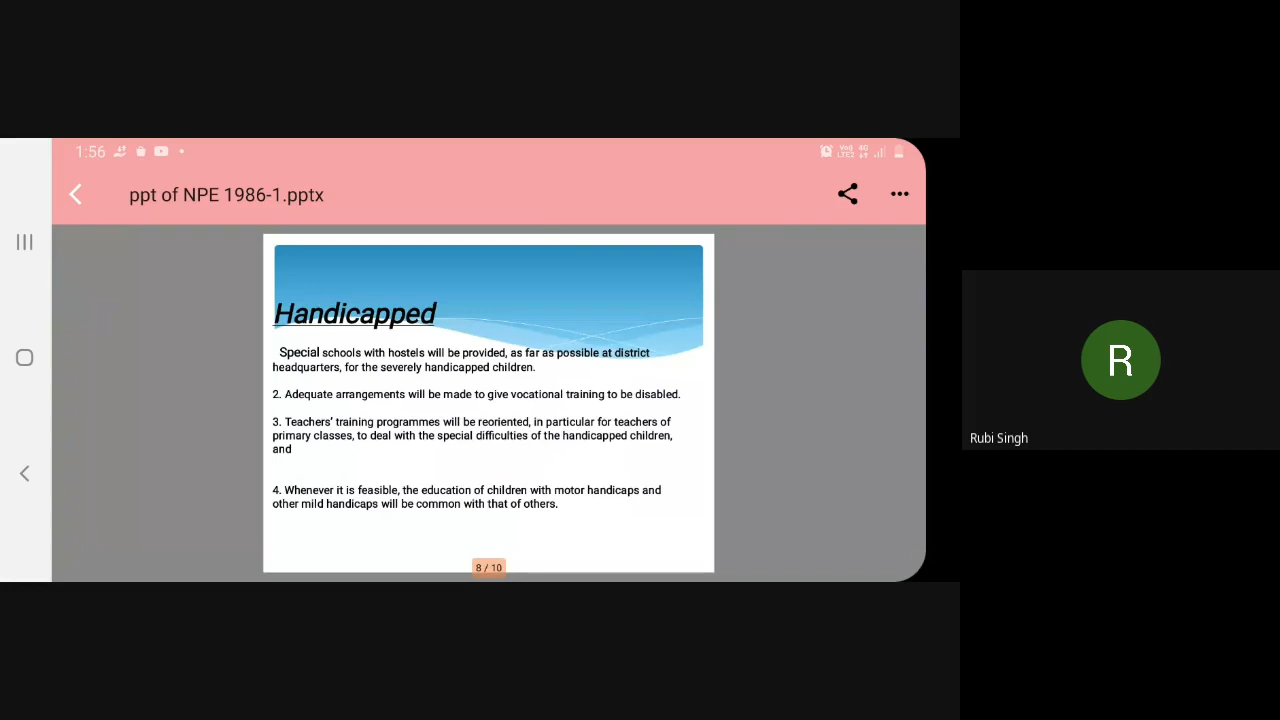 1:56
Vo) 4G
LTE2
ppt of NPE 1986-1.pptx
Handicapped
Special schools with hostels will be provided, as far as possible at district
headquarters, for the severely handicapped children.
2. Adequate arrangements will be made to give vocational training to be disabled.
3. Teachers' training programmes will be reoriented, in particular for teachers of
primary classes, to deal with the special difficulties of the handicapped children,
and
4. Whenever it is feasible, the education of children with motor handicaps and
other mild handicaps will be common with that of others.
8 / 10
R
Rubi Singh